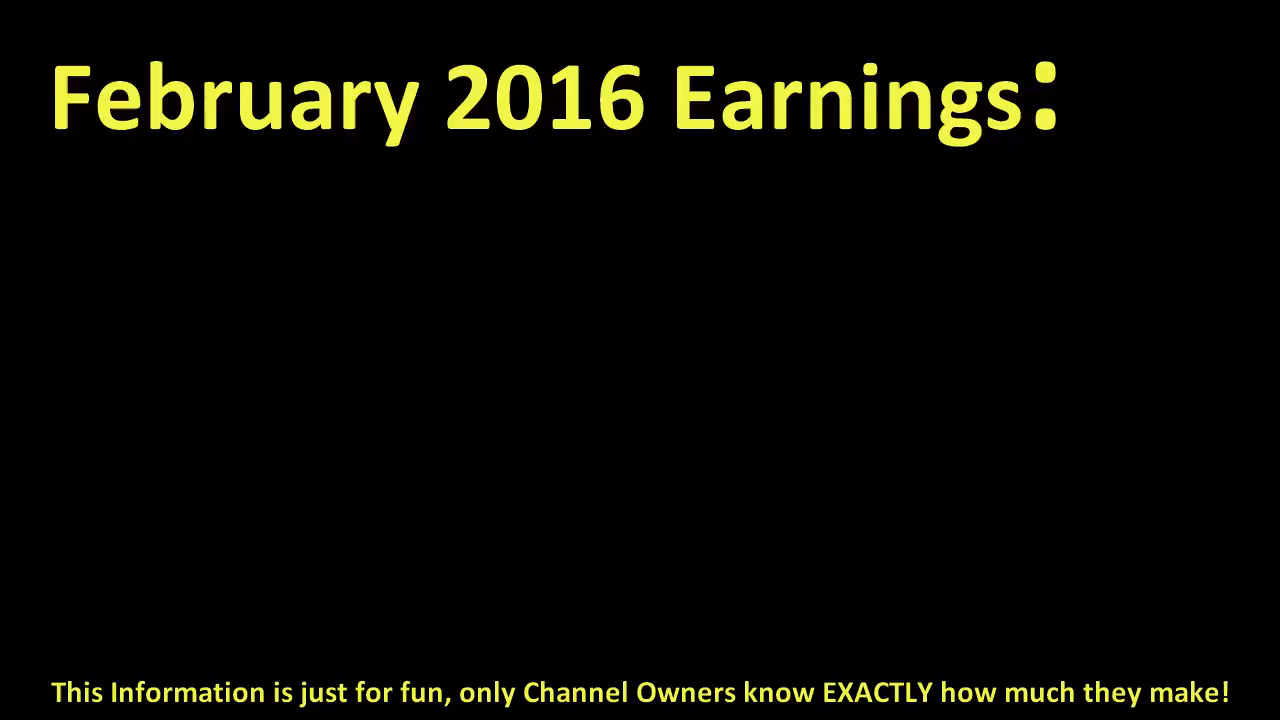 February 2016 Earnings:
This Information is just for fun, only Channel Owners know EXACTLY how much they make!